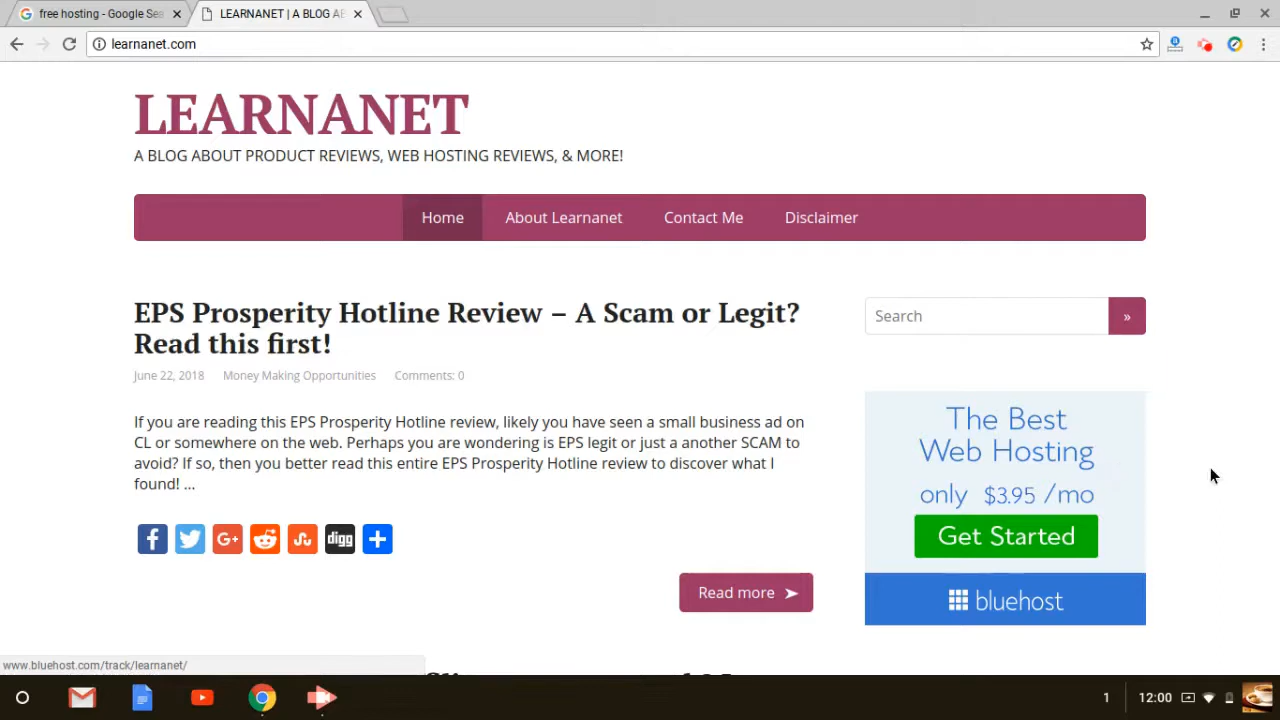 free hosting - Google Sea
LEARNANET | A BLOG AB
learnanet.com
LEARNANET
A BLOG ABOUT PRODUCT REVIEWS, WEB HOSTING REVIEWS, & MORE!
Home About Learnanet Contact Me Disclaimer
EPS Prosperity Hotline Review – A Scam or Legit?
Read this first!
June 22, 2018 Money Making Opportunities Comments: 0
If you are reading this EPS Prosperity Hotline review, likely you have seen a small business ad on
CL or somewhere on the web. Perhaps you are wondering is EPS legit or just a another SCAM to
avoid? If so, then you better read this entire EPS Prosperity Hotline review to discover what I
found! ...
digg
Read more
Search
»
The Best
Web Hosting
only $3.95 /mo
Get Started
bluehost
www.bluehost.com/track/learnanet/
1 12:00